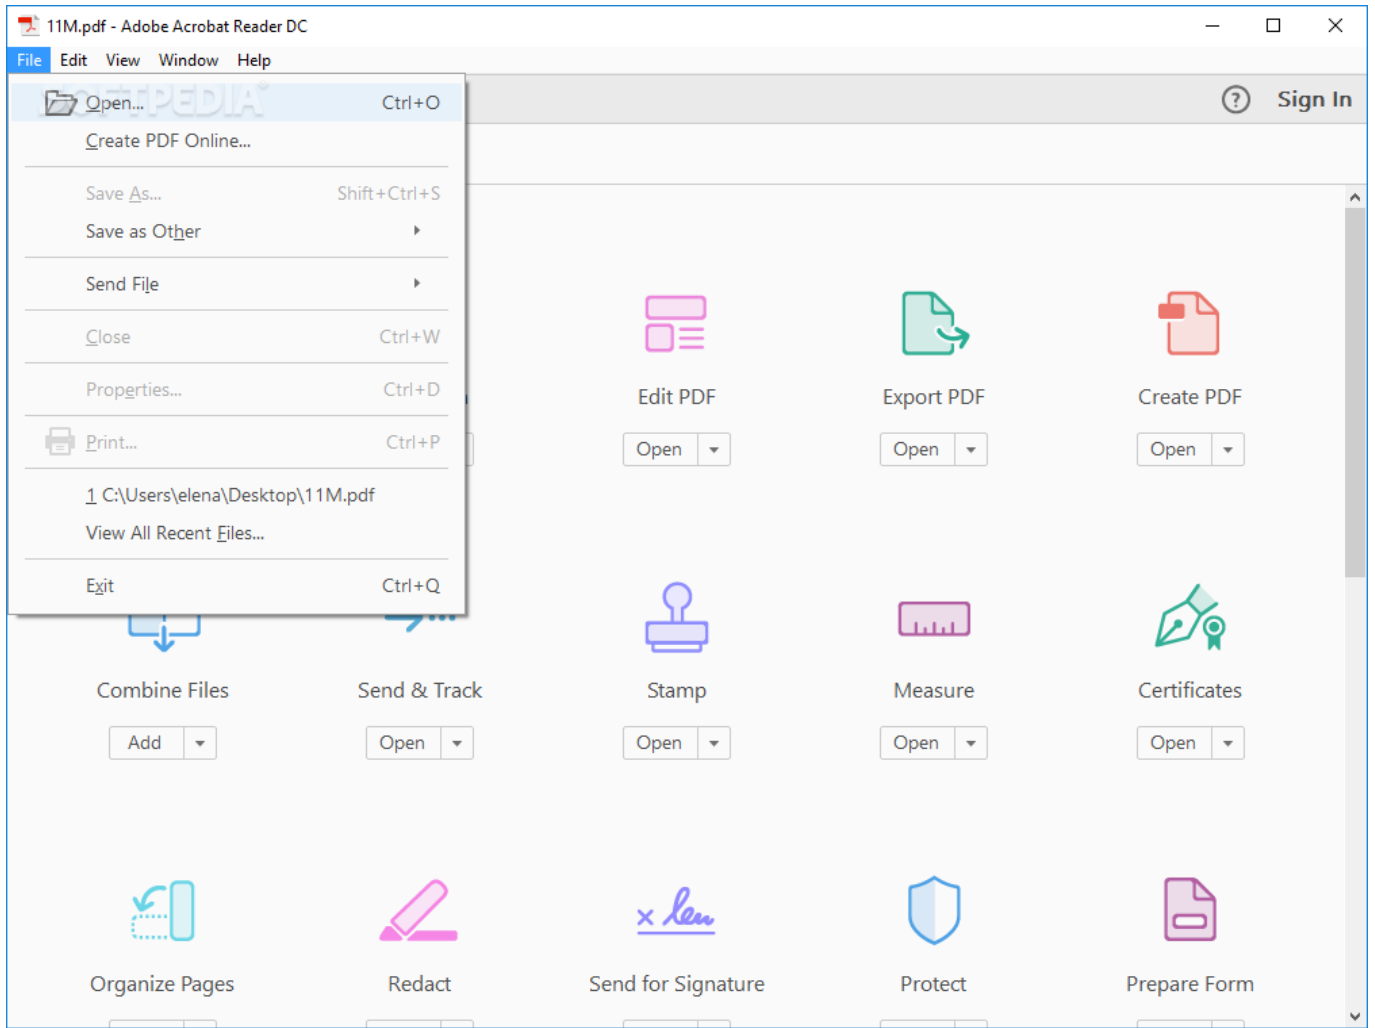 11M.pdf - Adobe Acrobat Reader DC
File Edit View Window Help
SOFTPEDIA®
Open... Ctrl+O
Sign In
Create PDF Online...
Save As... Shift+Ctrl+S
Save as Other
Send File
Close Ctrl+W
Properties... Ctrl+D
Print... Ctrl+P
1 C:\Users\elena\Desktop\11M.pdf
View All Recent Files...
Exit Ctrl+Q
Edit PDF Export PDF Create PDF
Open Open Open
Combine Files Send & Track Stamp Measure Certificates
Add Open Open Open Open
Organize Pages Redact Send for Signature Protect Prepare Form